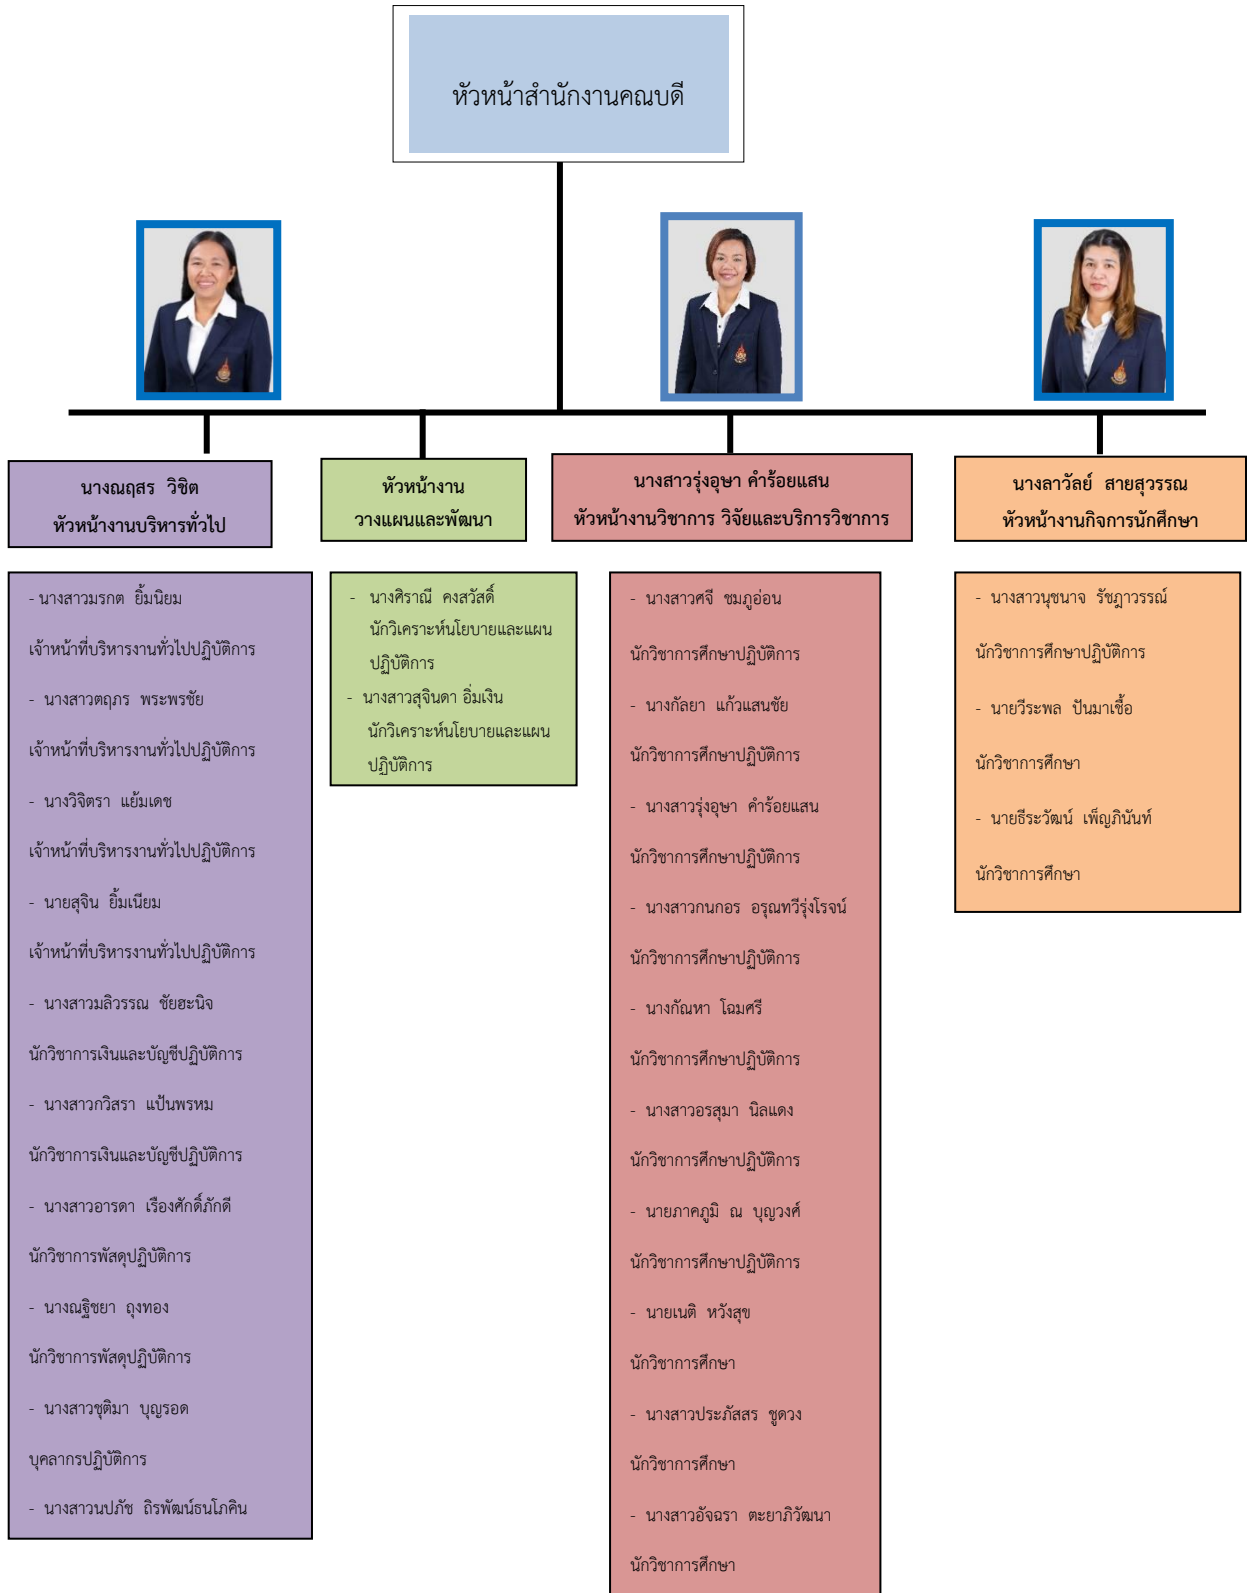 หัวหน้าสำนักงานคณบดี
นางณฤสร  วิชิต
หัวหน้างานบริหารทั่วไป
หัวหน้างาน
วางแผนและพัฒนา
นางสาวรุ่งอุษา คำร้อยแสน
หัวหน้างานวิชาการ วิจัยและบริการวิชาการ
นางลาวัลย์  สายสุวรรณ
หัวหน้างานกิจการนักศึกษา
- นางสาวมรกต  ยิ้มนิยม
เจ้าหน้าที่บริหารงานทั่วไปปฏิบัติการ
- นางสาวตฤภร  พระพรชัย
เจ้าหน้าที่บริหารงานทั่วไปปฏิบัติการ
- นางวิจิตรา  แย้มเดช
เจ้าหน้าที่บริหารงานทั่วไปปฏิบัติการ
- นายสุจิน  ยิ้มเนียม
เจ้าหน้าที่บริหารงานทั่วไปปฏิบัติการ
- นางสาวมลิวรรณ  ชัยฮะนิจ
นักวิชาการเงินและบัญชีปฏิบัติการ
- นางสาวกวิสรา  แป้นพรหม
นักวิชาการเงินและบัญชีปฏิบัติการ
- นางสาวอารดา  เรืองศักดิ์ภักดี
นักวิชาการพัสดุปฏิบัติการ
- นางณฐิชยา  ถุงทอง
นักวิชาการพัสดุปฏิบัติการ
- นางสาวชุติมา  บุญรอด
บุคลากรปฏิบัติการ
- นางสาวนปภัช  ถิรพัฒน์ธนโภคิน
- นางศิราณี  คงสวัสดิ์
นักวิเคราะห์นโยบายและแผน
ปฏิบัติการ
- นางสาวสุจินดา อิ่มเงิน
นักวิเคราะห์นโยบายและแผน
ปฏิบัติการ
- นางสาวศจี  ชมภูอ่อน
นักวิชาการศึกษาปฏิบัติการ
- นางกัลยา  แก้วแสนชัย
นักวิชาการศึกษาปฏิบัติการ
- นางสาวรุ่งอุษา  คำร้อยแสน
นักวิชาการศึกษาปฏิบัติการ
- นางสาวกนกอร  อรุณทวีรุ่งโรจน์
นักวิชาการศึกษาปฏิบัติการ
- นางกัณหา  โฉมศรี
นักวิชาการศึกษาปฏิบัติการ
- นางสาวอรสุมา  นิลแดง
นักวิชาการศึกษาปฏิบัติการ
- นายภาคภูมิ  ณ  บุญวงศ์
นักวิชาการศึกษาปฏิบัติการ
- นายเนติ  หวังสุข
นักวิชาการศึกษา
- นางสาวประภัสสร  ชูดวง
นักวิชาการศึกษา
- นางสาวอัจฉรา  ตะยาภิวัฒนา
นักวิชาการศึกษา
- นางสาวนุชนาจ  รัชฎาวรรณ์
นักวิชาการศึกษาปฏิบัติการ
- นายวีระพล  ปันมาเชื้อ
นักวิชาการศึกษา
- นายธีระวัฒน์  เพ็ญภินันท์
นักวิชาการศึกษา